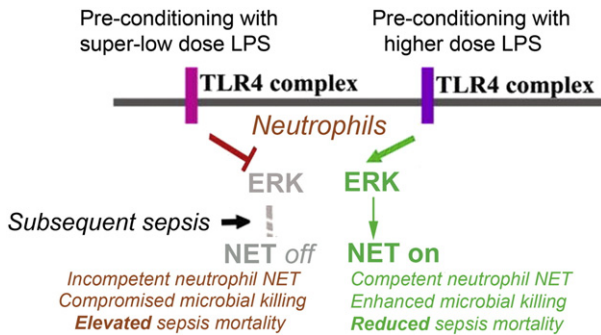 Pre-conditioning with
super-low dose LPS
Pre-conditioning with
higher dose LPS
TLR4 complex
TLR4 complex
Neutrophils
ERK
ERK
Subsequent sepsis
NET off
NET on
Incompetent neutrophil NET
Compromised microbial killing
Elevated sepsis mortality
Competent neutrophil NET
Enhanced microbial killing
Reduced sepsis mortality